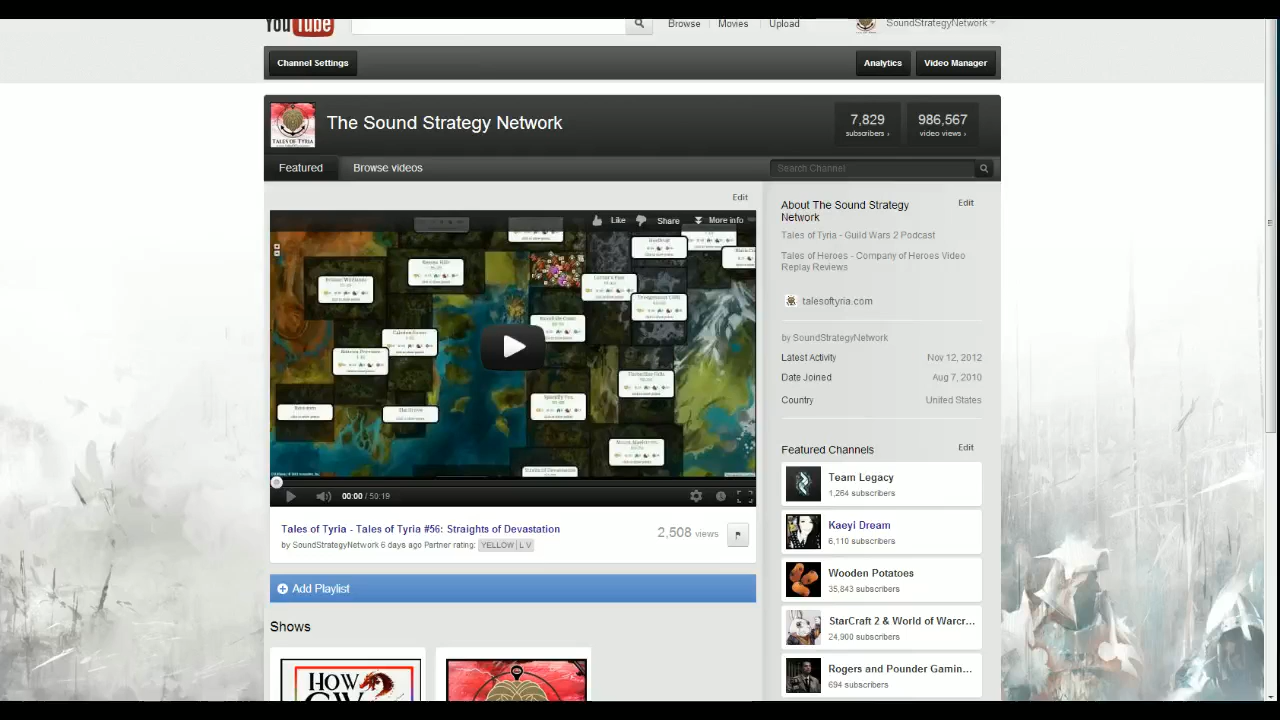 YouTube
Browse | Movies | Upload
SoundStrategyNetwork
Channel Settings
Analytics
Video Manager
TALES OF TYRIA
The Sound Strategy Network
7,829
subscribers ›
986,567
video views ›
Featured
Browse videos
Search Channel
Edit
Like
Share
More info
00:00 / 50:19
Tales of Tyria - Tales of Tyria #56: Straights of Devastation
by SoundStrategyNetwork 6 days ago Partner rating: YELLOW | L V
2,508 views
Add Playlist
Shows
HOW
About The Sound Strategy
Network
Edit
Tales of Tyria - Guild Wars 2 Podcast
Tales of Heroes - Company of Heroes Video
Replay Reviews
talesoftyria.com
by SoundStrategyNetwork
Latest Activity Nov 12, 2012
Date Joined Aug 7, 2010
Country United States
Featured Channels
Edit
Team Legacy
1,264 subscribers
Kaeyi Dream
6,110 subscribers
Wooden Potatoes
35,843 subscribers
StarCraft 2 & World of Warcr...
24,900 subscribers
Rogers and Pounder Gamin...
694 subscribers